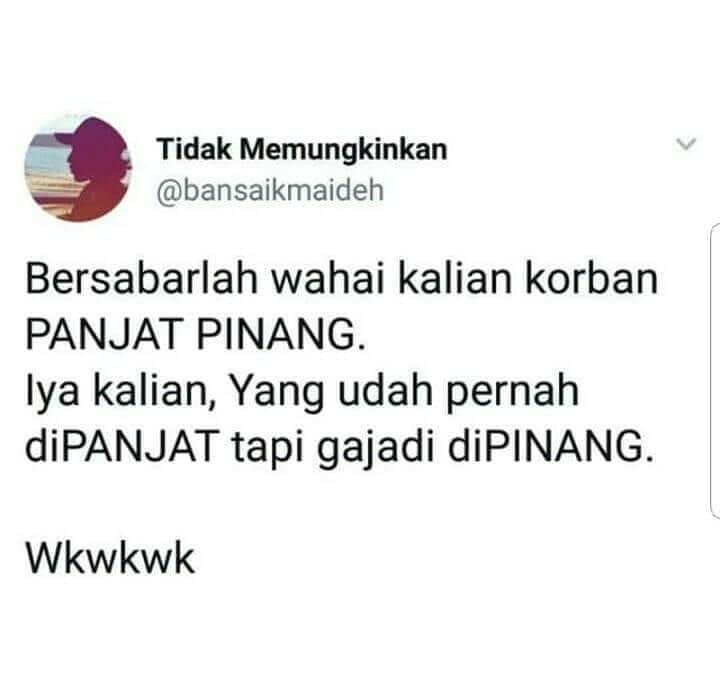 Tidak Memungkinkan
@bansaikmaideh
Bersabarlah wahai kalian korban
PANJAT PINANG.
Iya kalian, Yang udah pernah
diPANJAT tapi gajadi diPINANG.
Wkwkwk